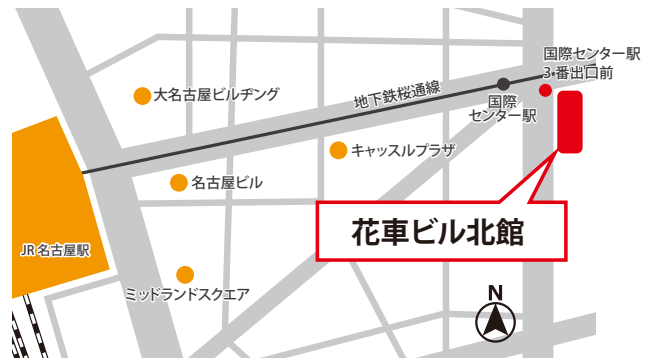 国際センター駅
3番出口前
大名古屋ビルヂング
地下鉄桜通線
国際
センター駅
キャッスルプラザ
名古屋ビル
花車ビル北館
JR名古屋駅
ミッドランドスクエア
N